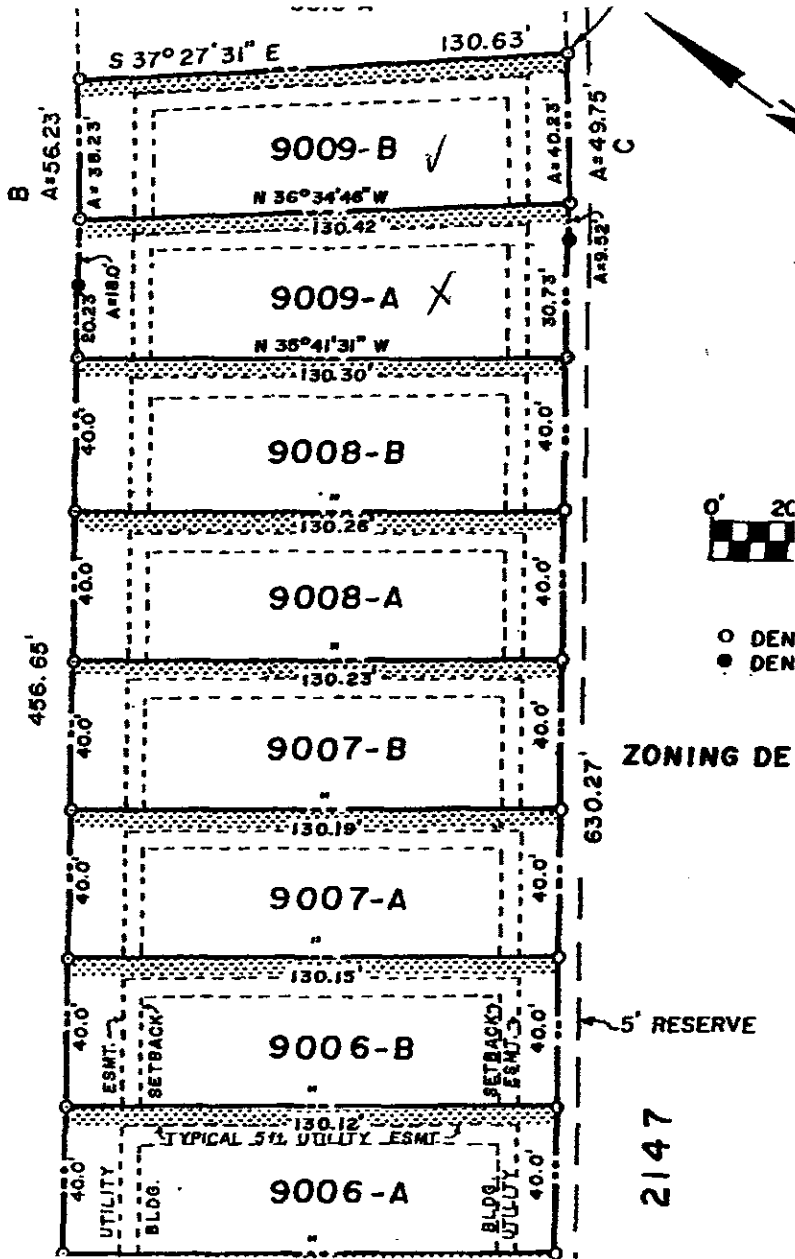 S 37° 27' 31" E
130.63'
B
A=56.23'
A=38.23'
9009-B
A=40.23'
A=49.75'
C
N 36° 34' 46" W
130.42'
A=9.52'
20.23'
A=18.0'
9009-A
X
30.73'
N 35° 41' 31" W
130.30'
40.0'
9008-B
40.0'
"
130.26'
40.0'
9008-A
40.0'
0' 20
"
130.23'
O DEN
● DEN
456.65'
40.0'
9007-B
40.0'
ZONING DE
"
130.19'
630.27'
40.0'
9007-A
40.0'
"
130.15'
40.0'
ESMT.
SETBACK
9006-B
SETBACK
ESMT.
40.0'
5' RESERVE
"
130.12'
TYPICAL 5ft. UTILITY ESMT.
40.0'
UTILITY
BLDG.
9006-A
BLDG.
UTILITY
40.0'
2147
"